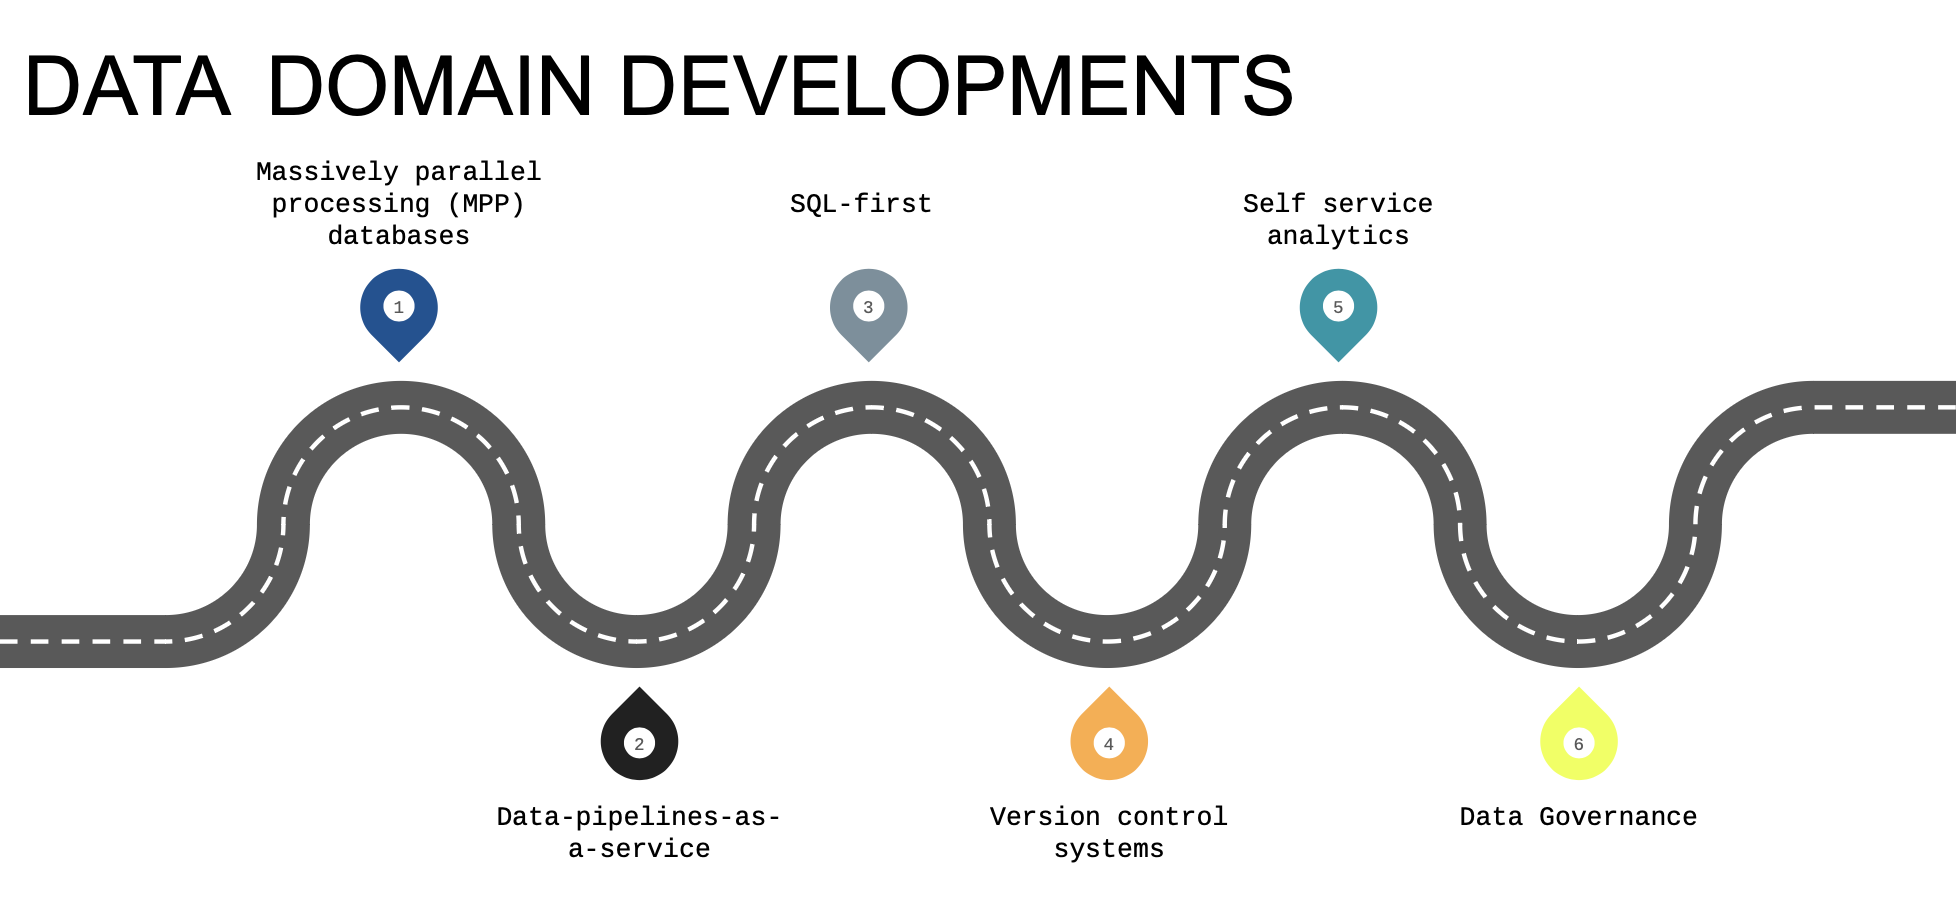 DATA DOMAIN DEVELOPMENTS
Massively parallel
processing (MPP)
databases
1
Data-pipelines-as-
a-service
2
SQL-first
3
Version control
systems
4
Self service
analytics
5
Data Governance
6